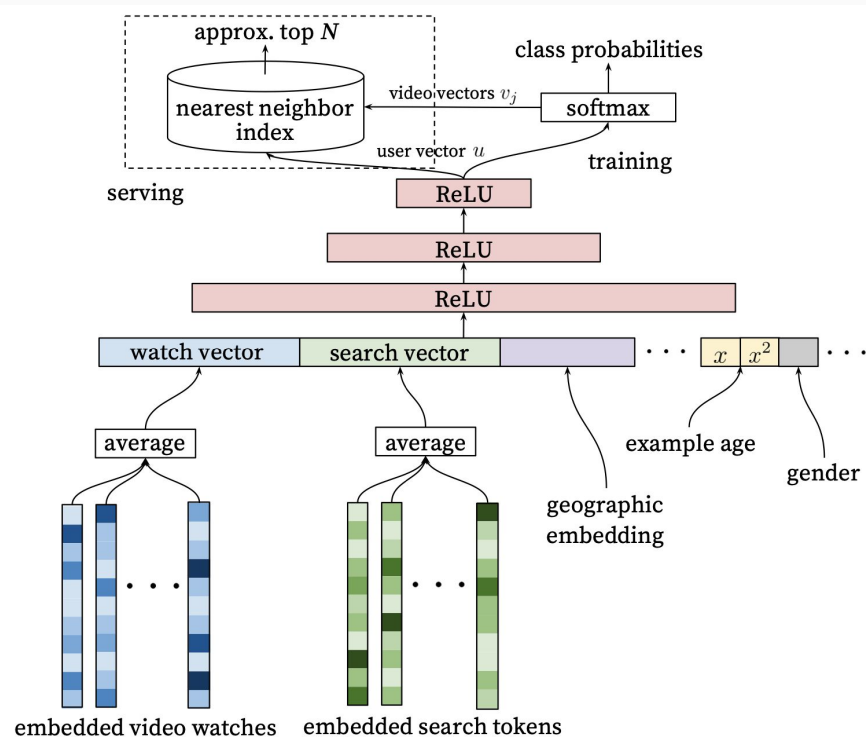 approx. top N
class probabilities
nearest neighbor
index
video vectors v_j
softmax
user vector u
training
serving
ReLU
ReLU
ReLU
watch vector
search vector
x
x²
average
average
example age
gender
geographic
embedding
embedded video watches
embedded search tokens